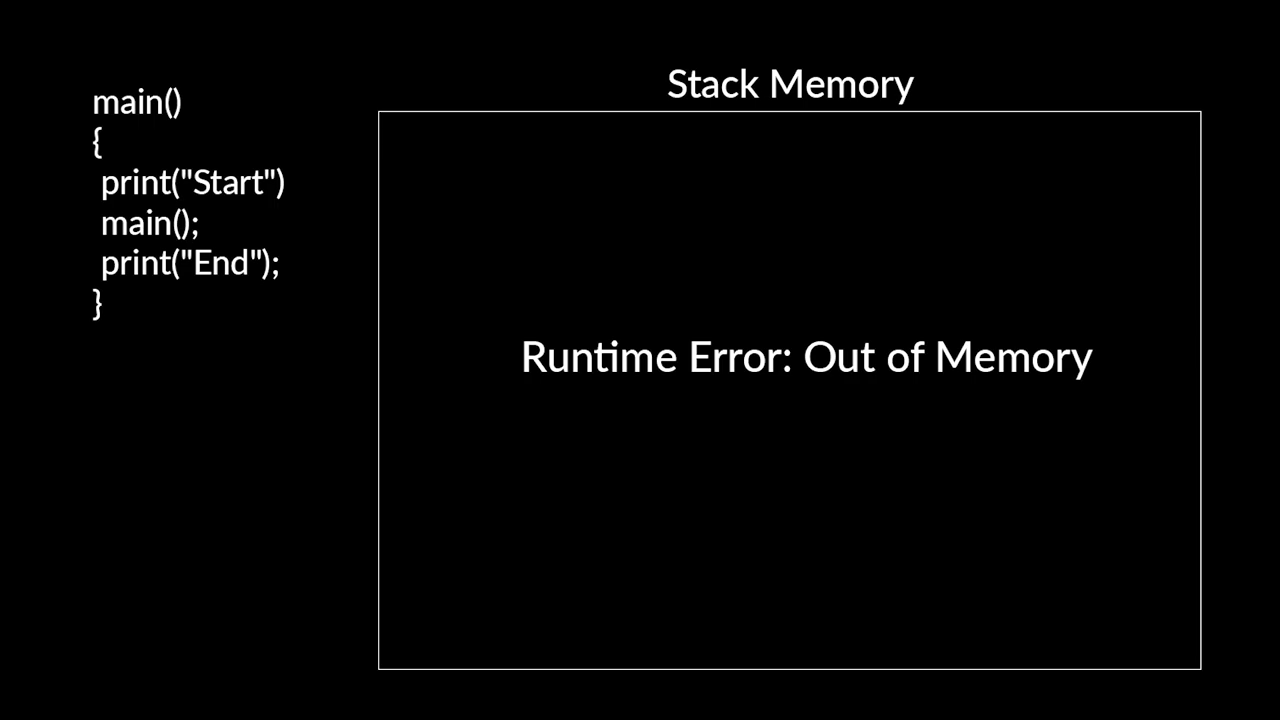 main()
{
print("Start")
main();
print("End");
}
Stack Memory
Runtime Error: Out of Memory